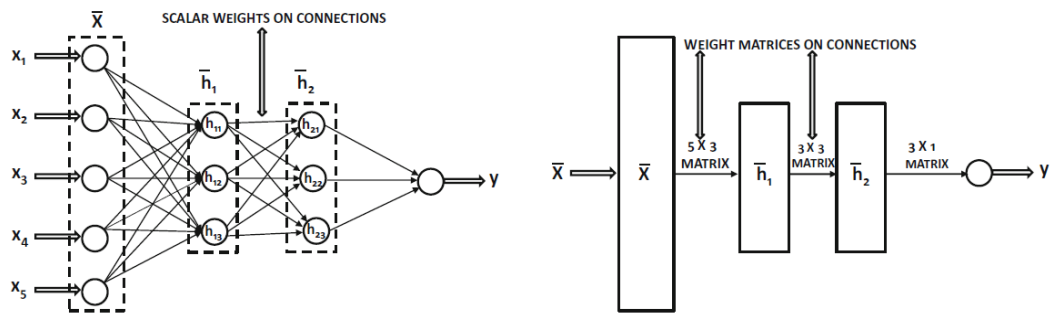 SCALAR WEIGHTS ON CONNECTIONS
X̄
x₁
x₂
x₃
x₄
x₅
h̄₁
h₁₁
h₁₂
h₁₃
h̄₂
h₂₁
h₂₂
h₂₃
y
WEIGHT MATRICES ON CONNECTIONS
X̄
X̄
5 X 3
MATRIX
h̄₁
3 X 3
MATRIX
h̄₂
3 X 1
MATRIX
y